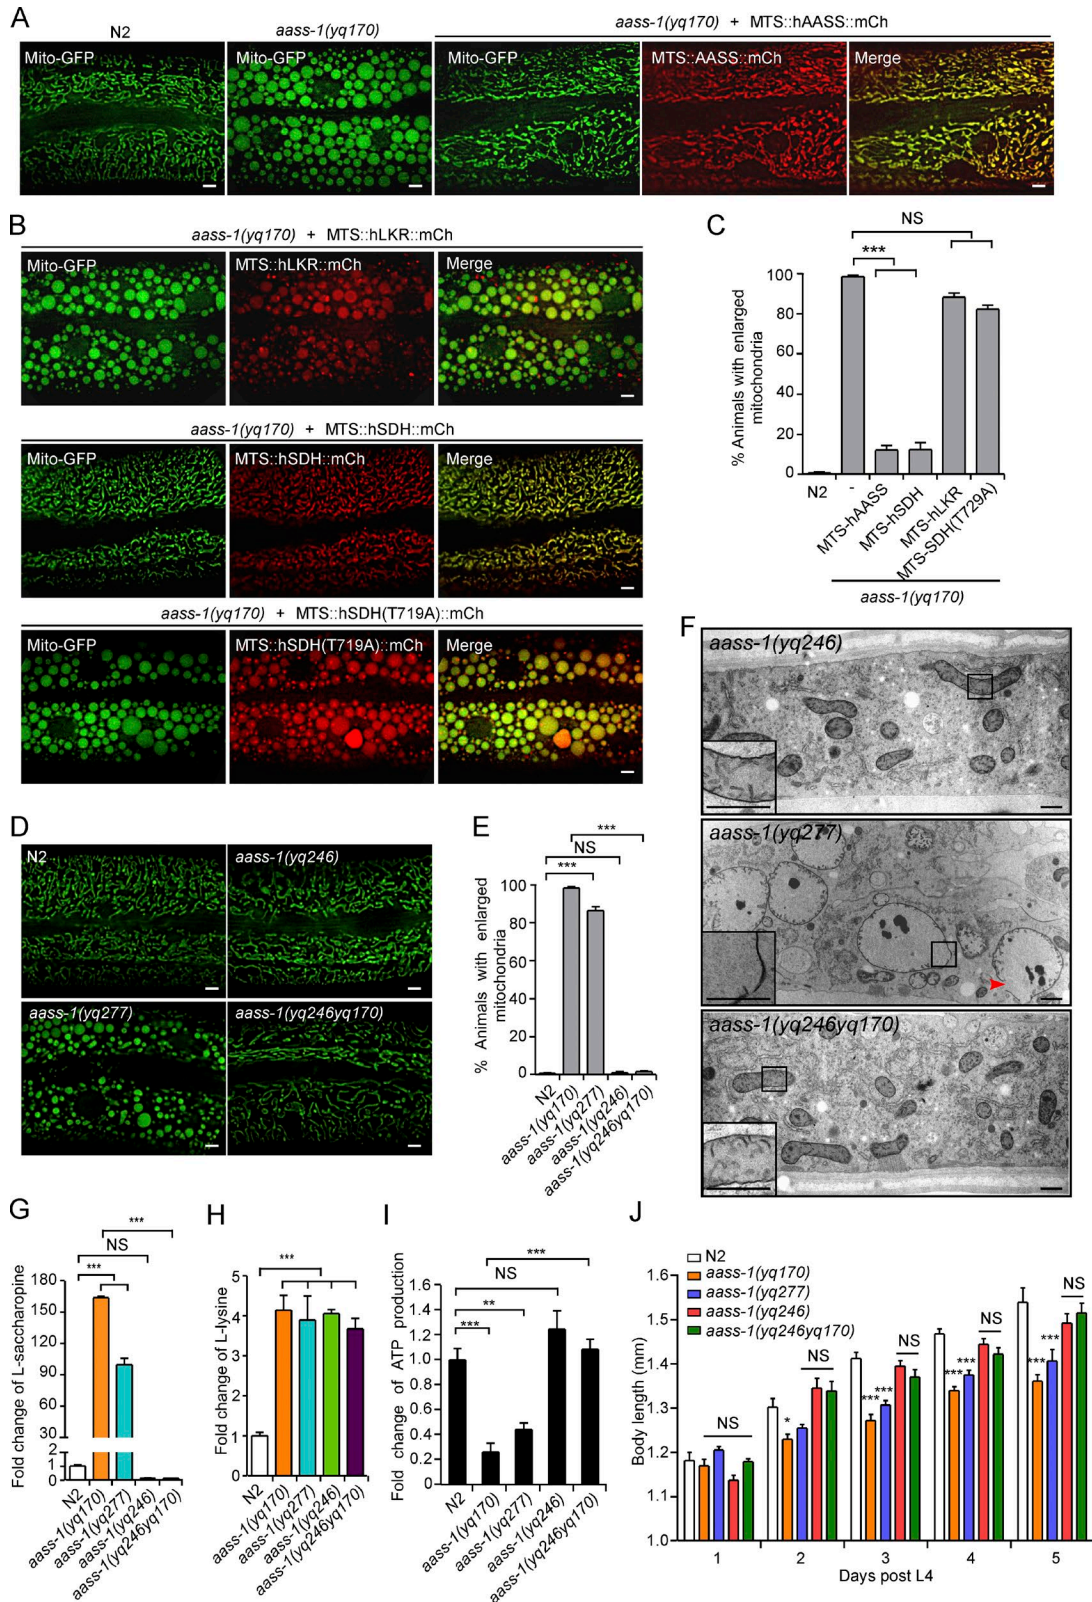 A
N2
aass-1(yq170)
aass-1(yq170) + MTS::hAASS::mCh
Mito-GFP
Mito-GFP
Mito-GFP
MTS::AASS::mCh
Merge
B
aass-1(yq170) + MTS::hLKR::mCh
Mito-GFP
MTS::hLKR::mCh
Merge
aass-1(yq170) + MTS::hSDH::mCh
Mito-GFP
MTS::hSDH::mCh
Merge
aass-1(yq170) + MTS::hSDH(T719A)::mCh
Mito-GFP
MTS::hSDH(T719A)::mCh
Merge
C
NS
***
% Animals with enlarged
mitochondria
100
80
60
40
20
0
N2
-
MTS-hAASS
MTS-hSDH
MTS-hLKR
MTS-SDH(T729A)
aass-1(yq170)
D
N2
aass-1(yq246)
aass-1(yq277)
aass-1(yq246yq170)
E
***
NS
***
% Animals with enlarged
mitochondria
100
80
60
40
20
0
N2
aass-1(yq170)
aass-1(yq277)
aass-1(yq246)
aass-1(yq246yq170)
F
aass-1(yq246)
aass-1(yq277)
aass-1(yq246yq170)
G
***
NS
***
Fold change of L-saccharopine
180
150
120
90
60
30
2
1
0
N2
aass-1(yq170)
aass-1(yq277)
aass-1(yq246)
aass-1(yq246yq170)
H
***
Fold change of L-lysine
5
4
3
2
1
0
N2
aass-1(yq170)
aass-1(yq277)
aass-1(yq246)
aass-1(yq246yq170)
I
***
NS
**
***
Fold change of ATP production
1.6
1.4
1.2
1.0
0.8
0.6
0.4
0.2
0
N2
aass-1(yq170)
aass-1(yq277)
aass-1(yq246)
aass-1(yq246yq170)
J
N2
aass-1(yq170)
aass-1(yq277)
aass-1(yq246)
aass-1(yq246yq170)
Body length (mm)
1.6
1.5
1.4
1.3
1.2
1.1
1.0
NS
*
NS
***
***
NS
***
***
NS
***
***
NS
1
2
3
4
5
Days post L4